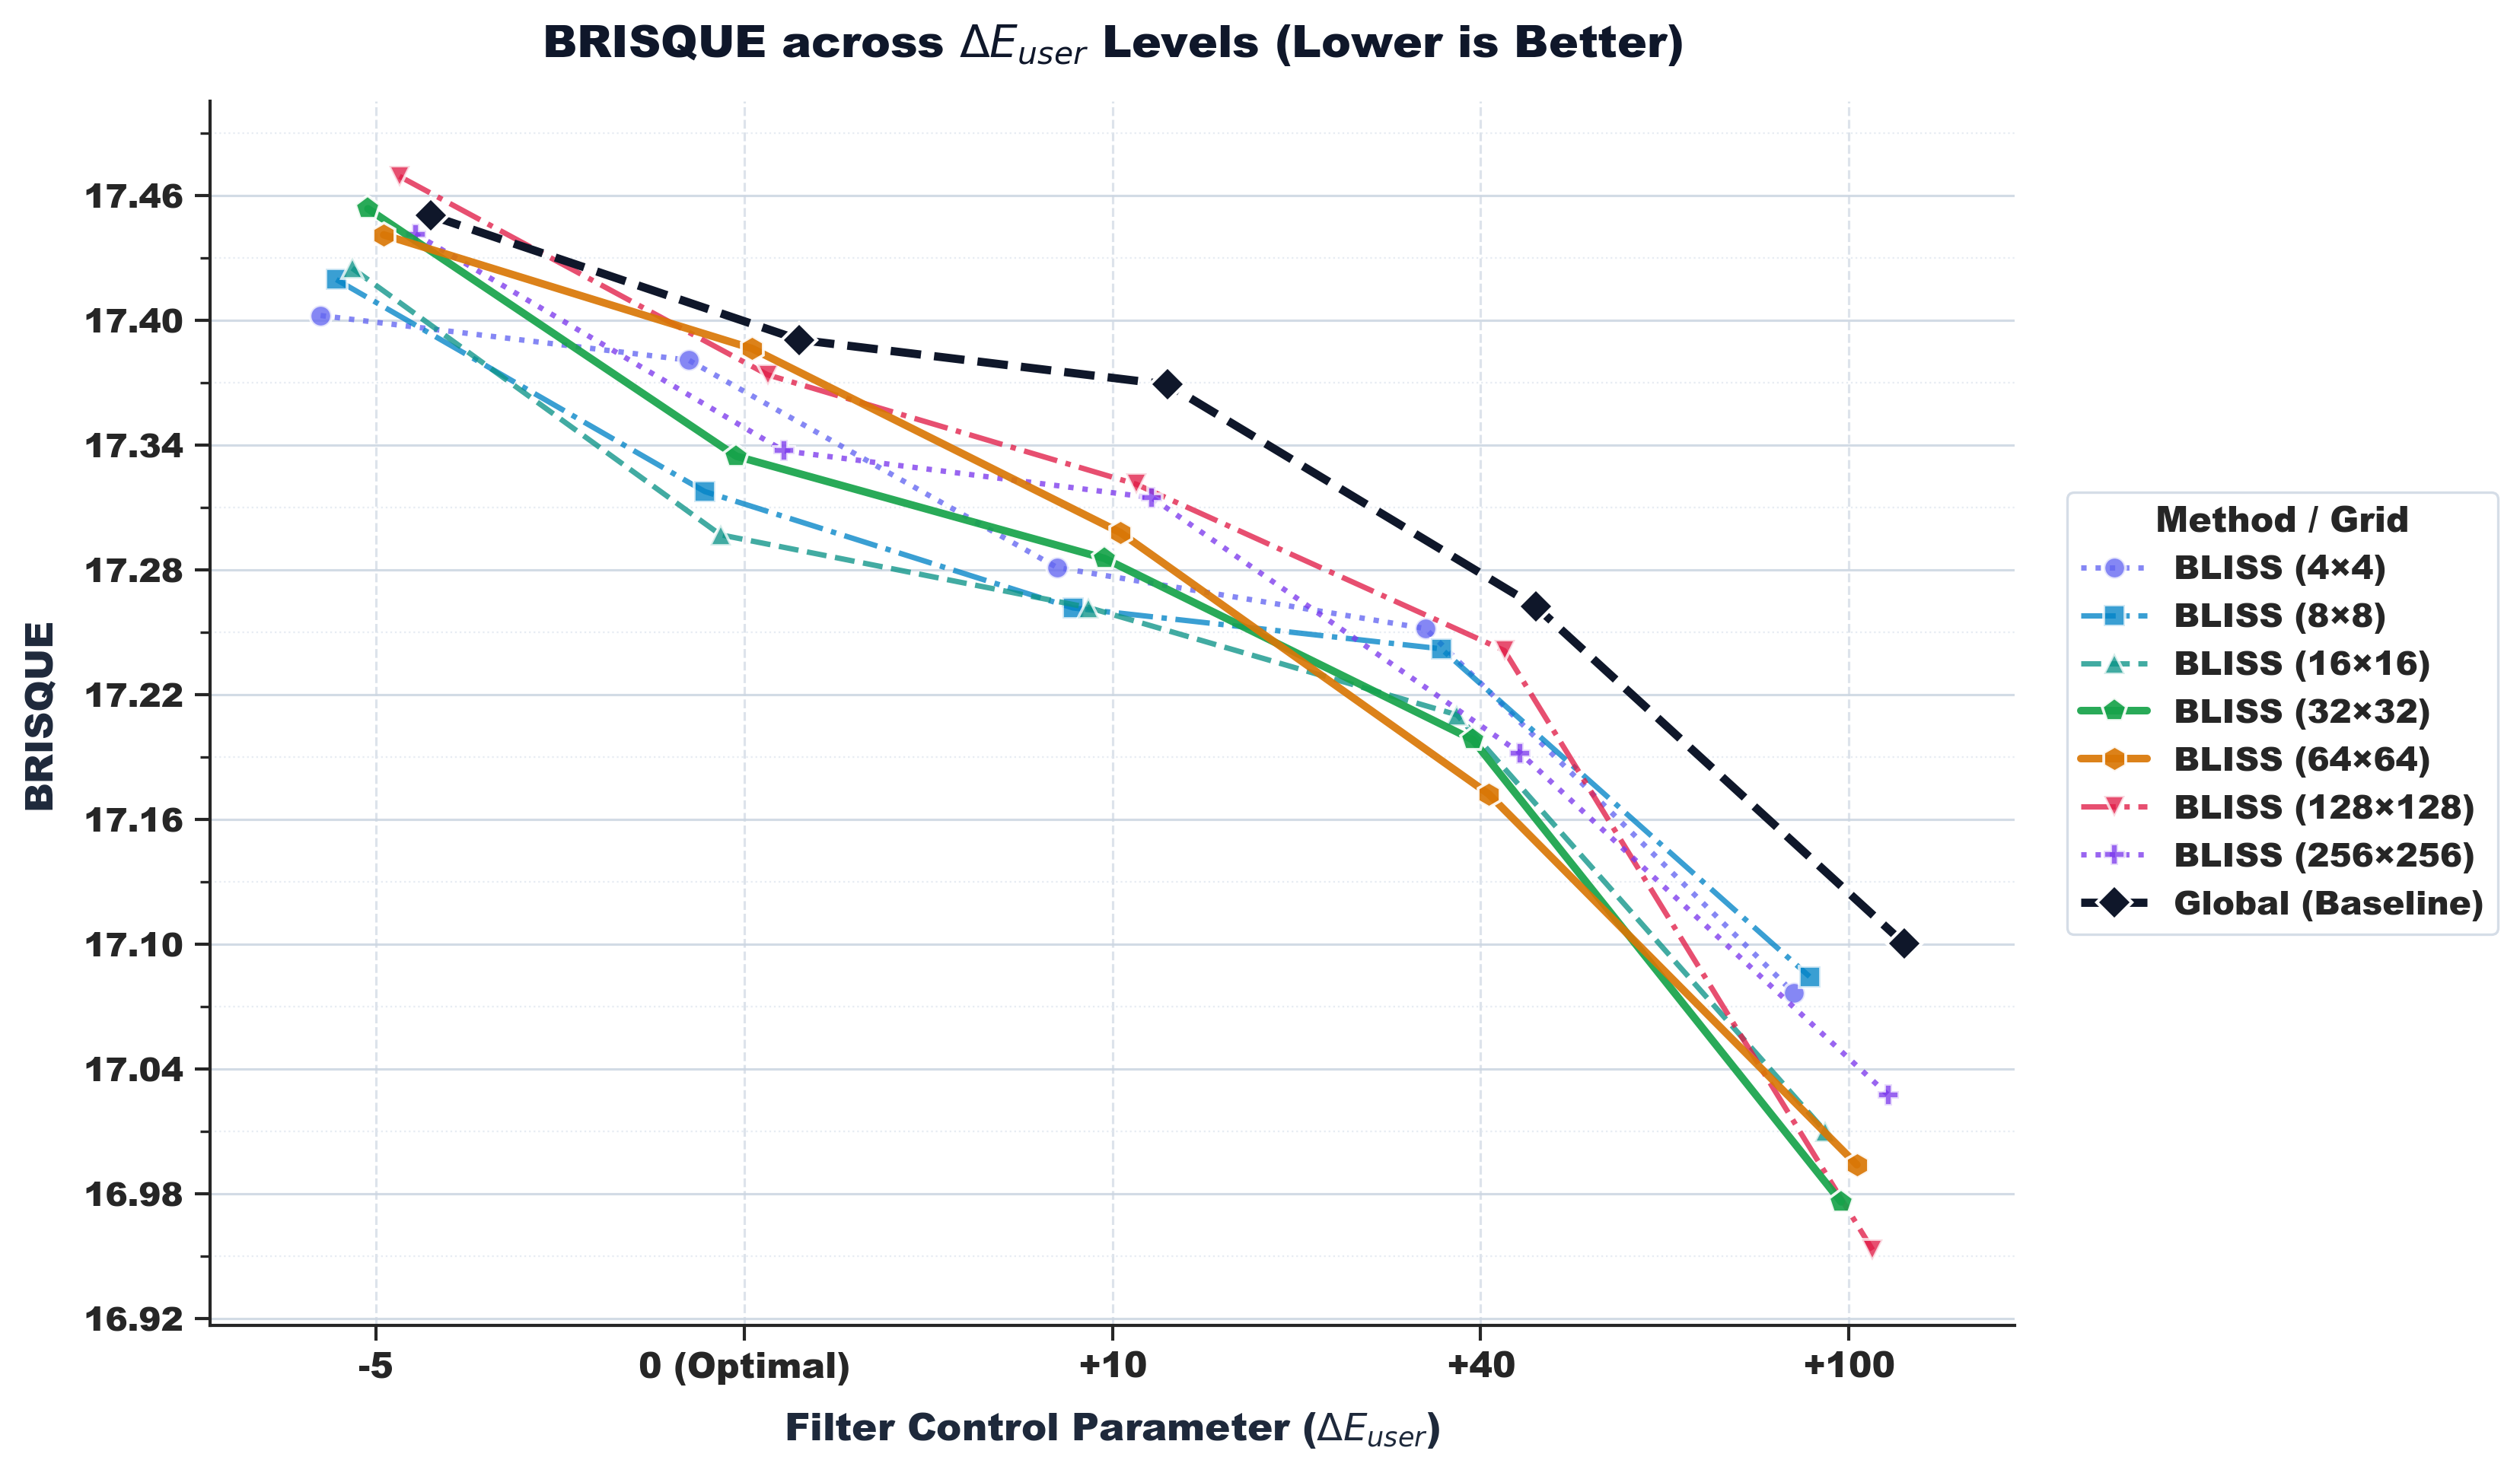 BRISQUE across ΔE_user Levels (Lower is Better)
17.46
17.40
17.34
17.28
17.22
17.16
17.10
17.04
16.98
16.92
BRISQUE
-5
0 (Optimal)
+10
+40
+100
Filter Control Parameter (ΔE_user)
Method / Grid
BLISS (4×4)
BLISS (8×8)
BLISS (16×16)
BLISS (32×32)
BLISS (64×64)
BLISS (128×128)
BLISS (256×256)
Global (Baseline)